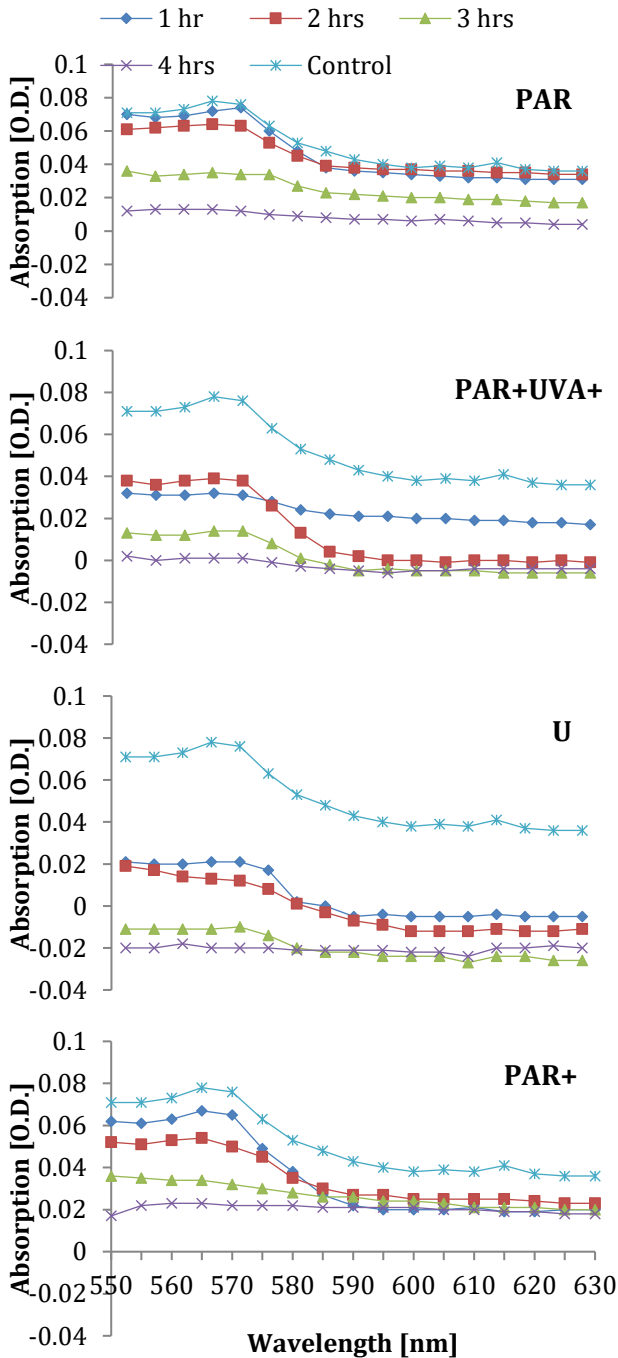 1 hr 2 hrs 3 hrs
4 hrs Control
PAR
Absorption [O.D.]
0.1
0.08
0.06
0.04
0.02
0
-0.02
-0.04
PAR+UVA+
Absorption [O.D.]
0.1
0.08
0.06
0.04
0.02
0
-0.02
-0.04
U
Absorption [O.D.]
0.1
0.08
0.06
0.04
0.02
0
-0.02
-0.04
PAR+
Absorption [O.D.]
0.1
0.08
0.06
0.04
0.02
0
-0.02
-0.04
550 560 570 580 590 600 610 620 630
Wavelength [nm]